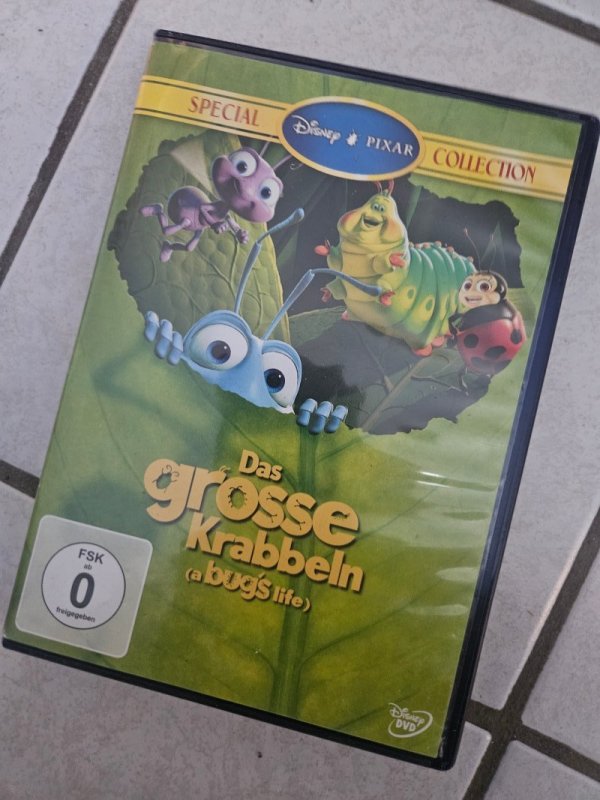 SPECIAL
Disney PIXAR
COLLECTION
Das
grosse
Krabbeln
(a bug's life)
FSK
ab
0
freigegeben
Disney
DVD